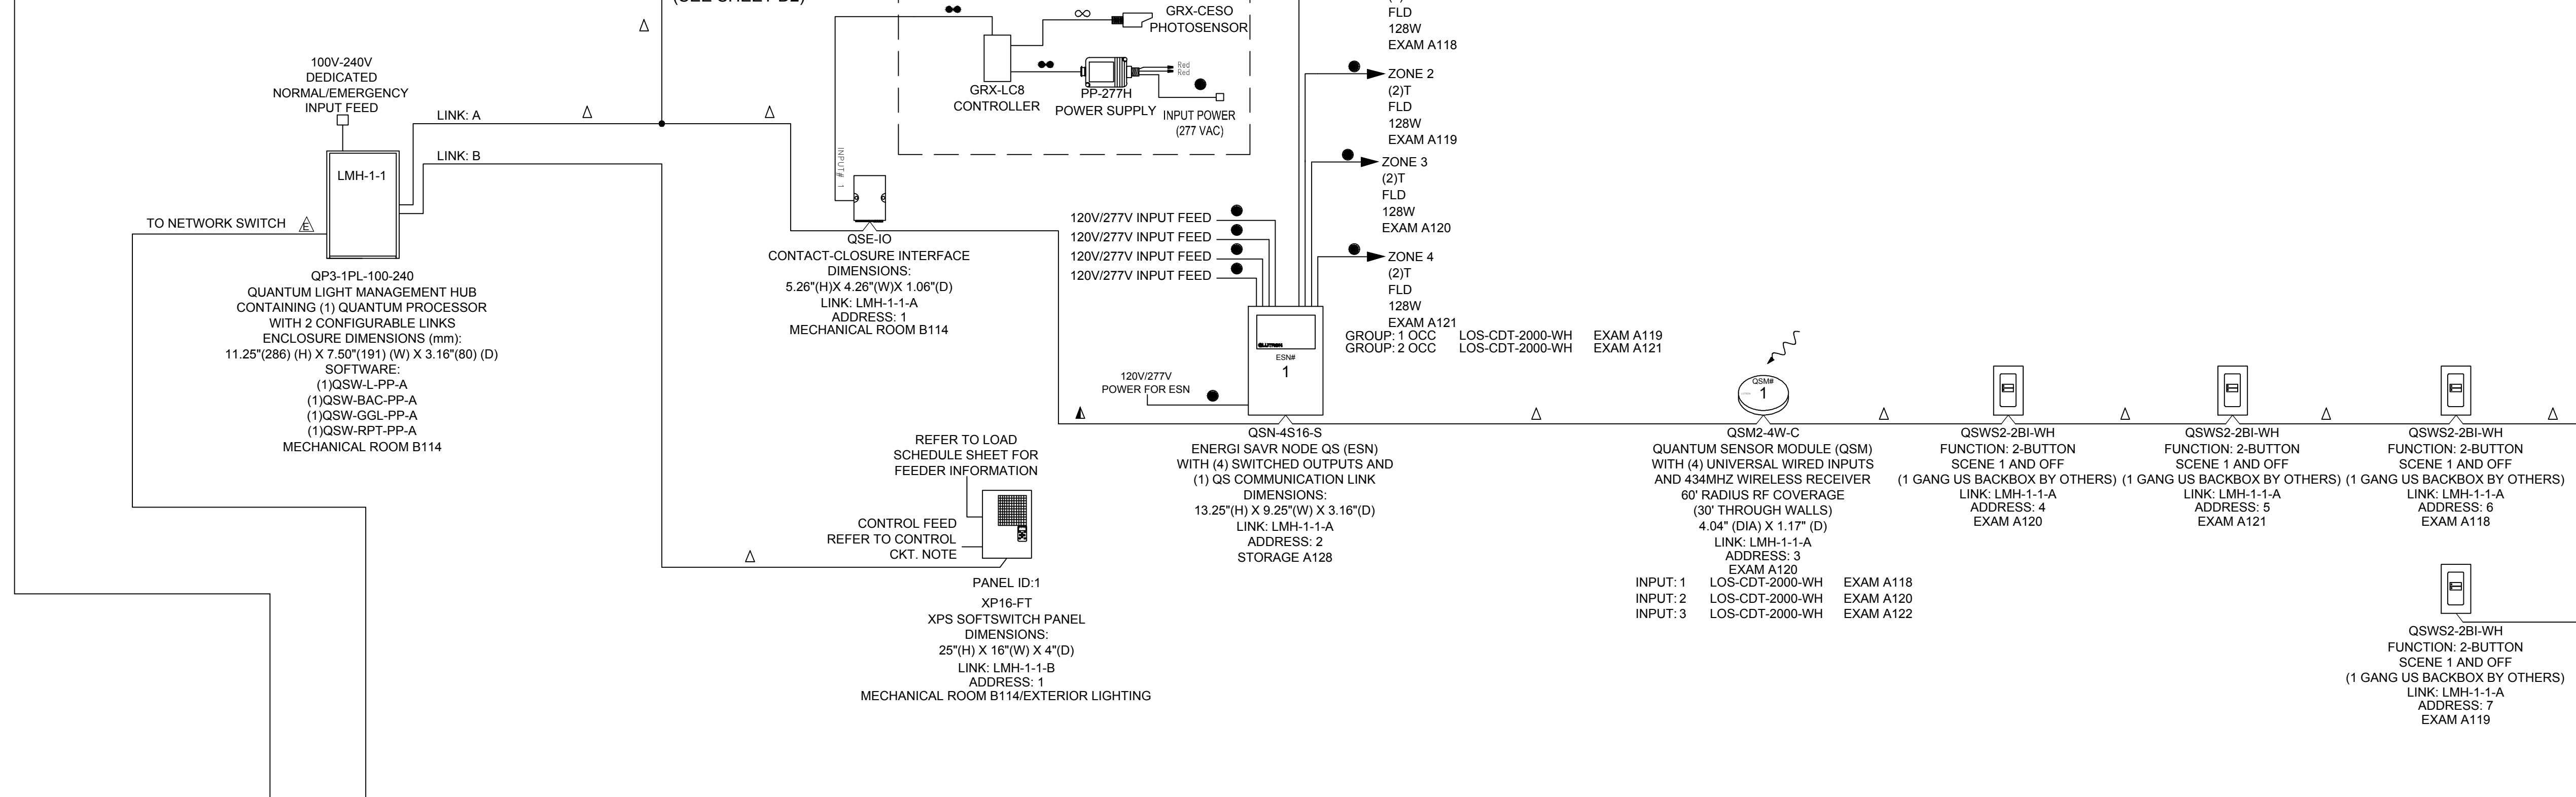 (SEE SHEET D2)
100V-240V
DEDICATED
NORMAL/EMERGENCY
INPUT FEED
LINK: A
LINK: B
LMH-1-1
TO NETWORK SWITCH
E
QP3-1PL-100-240
QUANTUM LIGHT MANAGEMENT HUB
CONTAINING (1) QUANTUM PROCESSOR
WITH 2 CONFIGURABLE LINKS
ENCLOSURE DIMENSIONS (mm):
11.25"(286) (H) X 7.50"(191) (W) X 3.16"(80) (D)
SOFTWARE:
(1)QSW-L-PP-A
(1)QSW-BAC-PP-A
(1)QSW-GGL-PP-A
(1)QSW-RPT-PP-A
MECHANICAL ROOM B114
GRX-CESO
PHOTOSENSOR
GRX-LC8
CONTROLLER
PP-277H
POWER SUPPLY
Red
Red
INPUT POWER
(277 VAC)
INPUT# 1
QSE-IO
CONTACT-CLOSURE INTERFACE
DIMENSIONS:
5.26"(H)X 4.26"(W)X 1.06"(D)
LINK: LMH-1-1-A
ADDRESS: 1
MECHANICAL ROOM B114
REFER TO LOAD
SCHEDULE SHEET FOR
FEEDER INFORMATION
CONTROL FEED
REFER TO CONTROL
CKT. NOTE
PANEL ID:1
XP16-FT
XPS SOFTSWITCH PANEL
DIMENSIONS:
25"(H) X 16"(W) X 4"(D)
LINK: LMH-1-1-B
ADDRESS: 1
MECHANICAL ROOM B114/EXTERIOR LIGHTING
FLD
128W
EXAM A118
ZONE 2
(2)T
FLD
128W
EXAM A119
ZONE 3
(2)T
FLD
128W
EXAM A120
ZONE 4
(2)T
FLD
128W
EXAM A121
GROUP: 1 OCC LOS-CDT-2000-WH EXAM A119
GROUP: 2 OCC LOS-CDT-2000-WH EXAM A121
120V/277V INPUT FEED
120V/277V INPUT FEED
120V/277V INPUT FEED
120V/277V INPUT FEED
LUTRON
ESN#
1
120V/277V
POWER FOR ESN
QSN-4S16-S
ENERGI SAVR NODE QS (ESN)
WITH (4) SWITCHED OUTPUTS AND
(1) QS COMMUNICATION LINK
DIMENSIONS:
13.25"(H) X 9.25"(W) X 3.16"(D)
LINK: LMH-1-1-A
ADDRESS: 2
STORAGE A128
QSM#
1
QSM2-4W-C
QUANTUM SENSOR MODULE (QSM)
WITH (4) UNIVERSAL WIRED INPUTS
AND 434MHZ WIRELESS RECEIVER
60' RADIUS RF COVERAGE
(30' THROUGH WALLS)
4.04" (DIA) X 1.17" (D)
LINK: LMH-1-1-A
ADDRESS: 3
EXAM A120
INPUT: 1 LOS-CDT-2000-WH EXAM A118
INPUT: 2 LOS-CDT-2000-WH EXAM A120
INPUT: 3 LOS-CDT-2000-WH EXAM A122
QSWS2-2BI-WH
FUNCTION: 2-BUTTON
SCENE 1 AND OFF
(1 GANG US BACKBOX BY OTHERS)
LINK: LMH-1-1-A
ADDRESS: 4
EXAM A120
QSWS2-2BI-WH
FUNCTION: 2-BUTTON
SCENE 1 AND OFF
(1 GANG US BACKBOX BY OTHERS)
LINK: LMH-1-1-A
ADDRESS: 5
EXAM A121
QSWS2-2BI-WH
FUNCTION: 2-BUTTON
SCENE 1 AND OFF
(1 GANG US BACKBOX BY OTHERS)
LINK: LMH-1-1-A
ADDRESS: 6
EXAM A118
QSWS2-2BI-WH
FUNCTION: 2-BUTTON
SCENE 1 AND OFF
(1 GANG US BACKBOX BY OTHERS)
LINK: LMH-1-1-A
ADDRESS: 7
EXAM A119